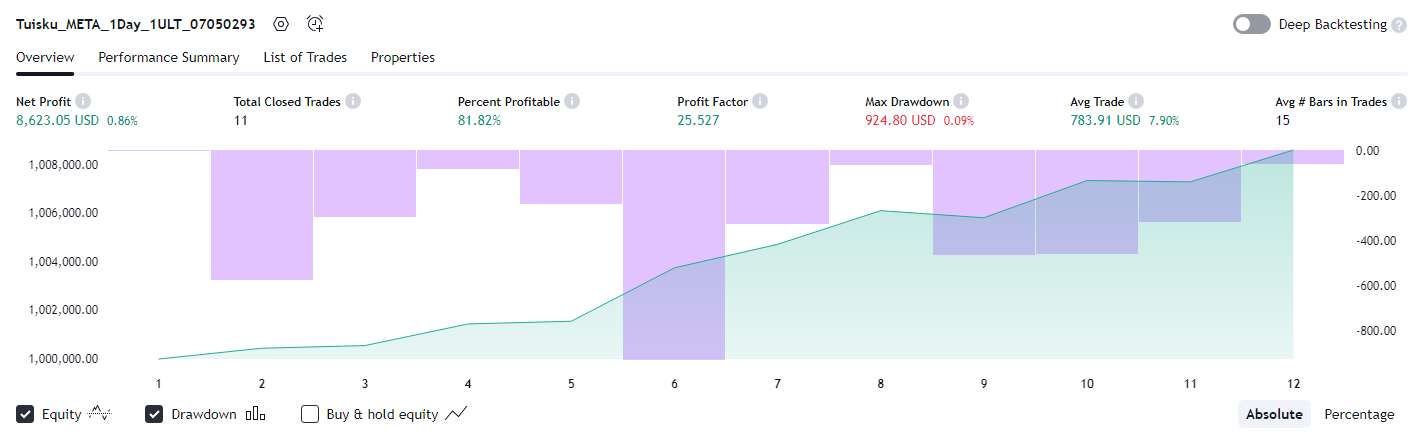 Tuisku_META_1Day_1ULT_07050293
Deep Backtesting ?
Overview Performance Summary List of Trades Properties
Net Profit i Total Closed Trades i Percent Profitable i Profit Factor i Max Drawdown i Avg Trade i Avg # Bars in Trades i
8,623.05 USD 0.86% 11 81.82% 25.527 924.80 USD 0.09% 783.91 USD 7.90% 15
1,008,000.00 0.00
1,006,000.00 -200.00
1,004,000.00 -400.00
1,002,000.00 -600.00
1,000,000.00 -800.00
1 2 3 4 5 6 7 8 9 10 11 12
Equity Drawdown Buy & hold equity Absolute Percentage